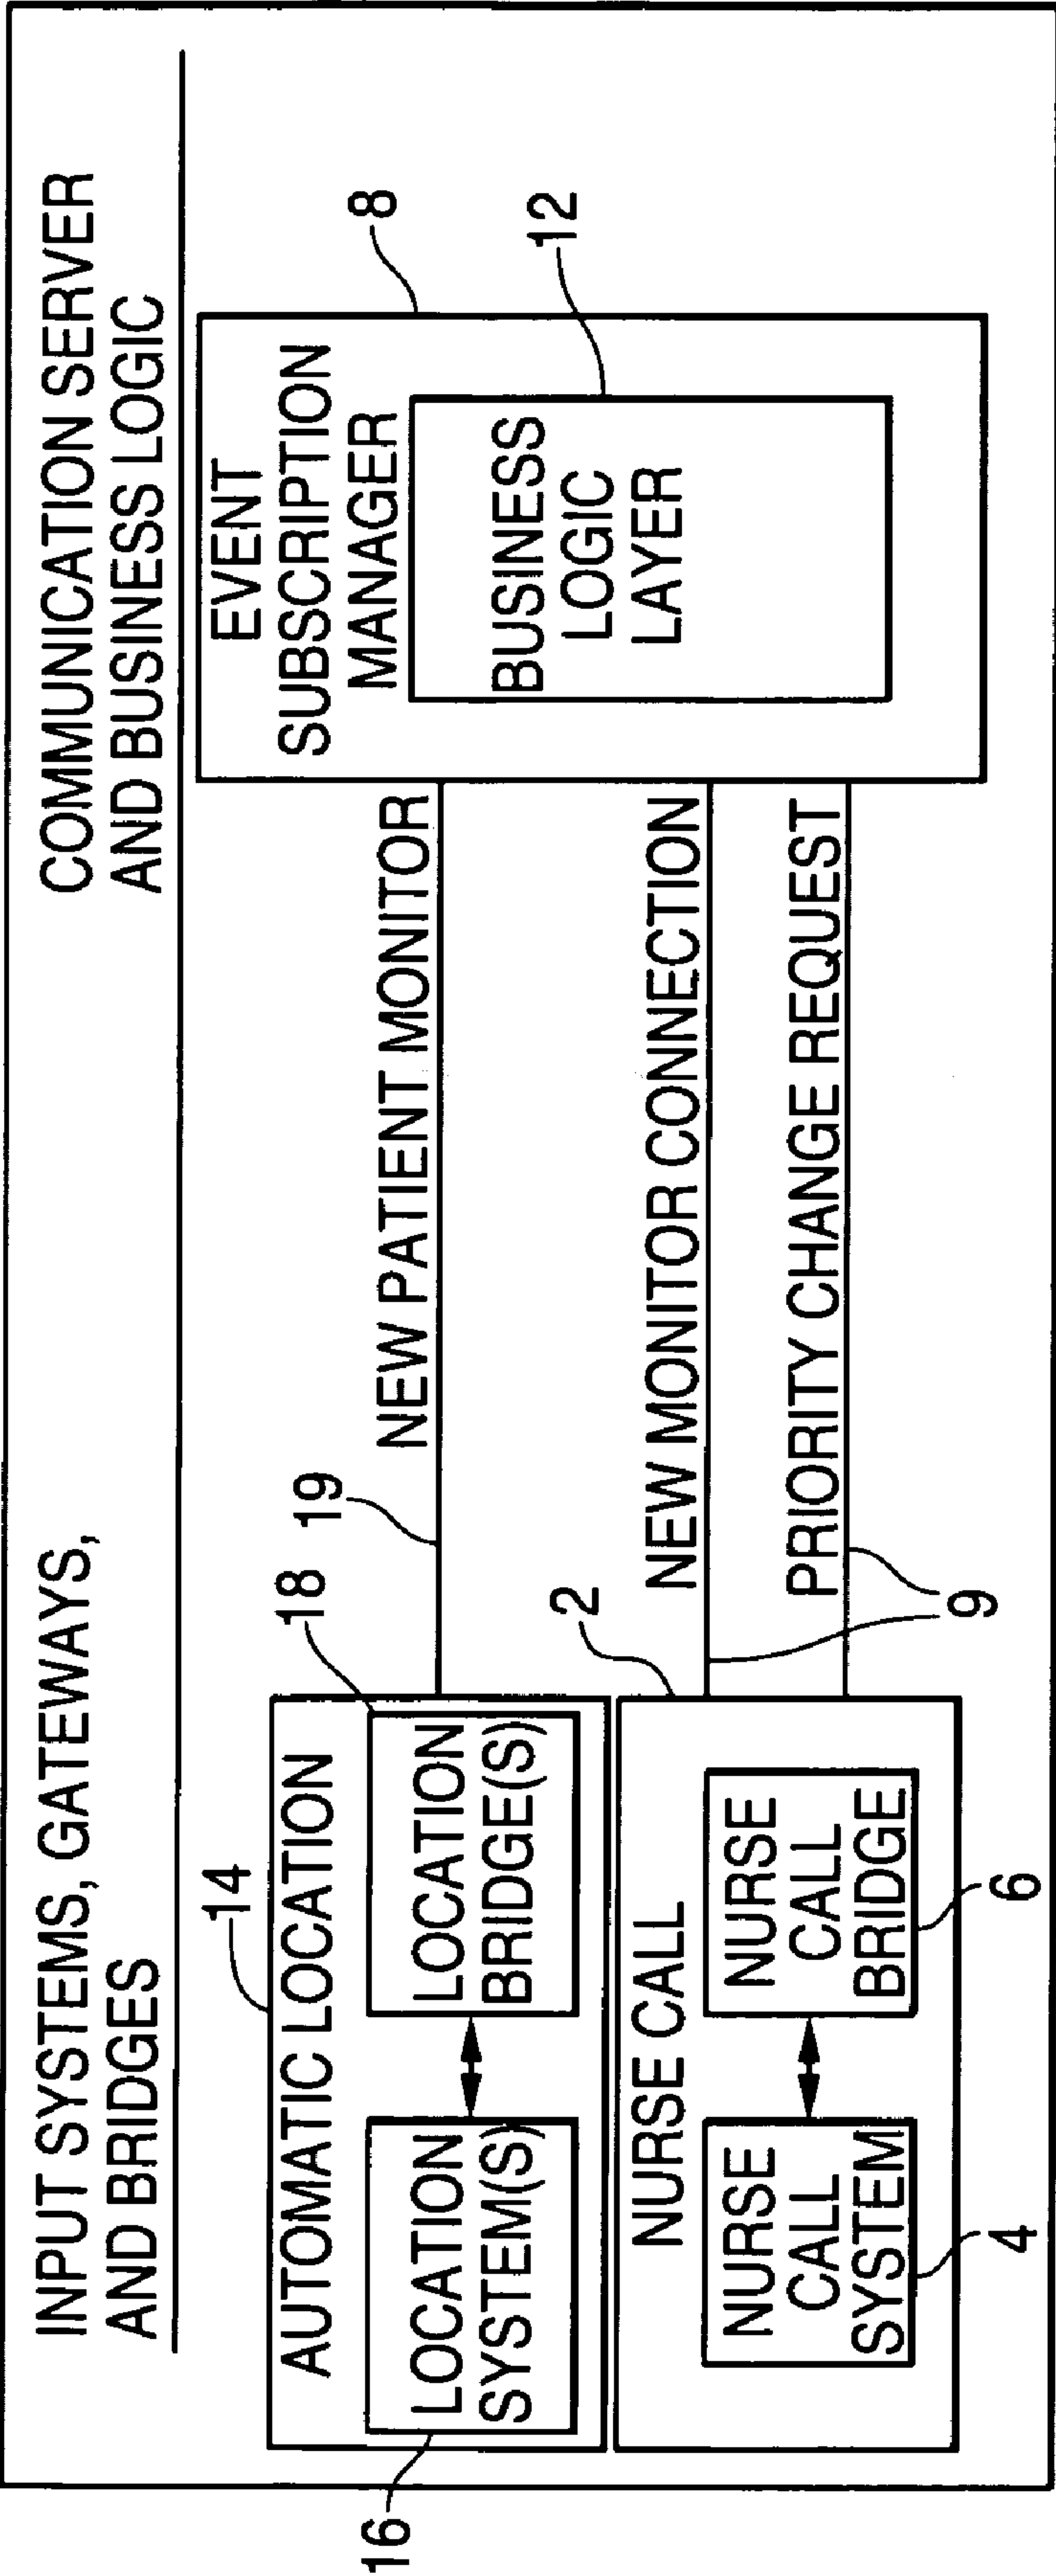 INPUT SYSTEMS, GATEWAYS,
AND BRIDGES
COMMUNICATION SERVER
AND BUSINESS LOGIC
14
AUTOMATIC LOCATION
16
LOCATION
SYSTEM(S)
18
LOCATION
BRIDGE(S)
19
NEW PATIENT MONITOR
2
NURSE CALL
NURSE
CALL
SYSTEM
4
NURSE
CALL
BRIDGE
6
NEW MONITOR CONNECTION
PRIORITY CHANGE REQUEST
9
8
EVENT
SUBSCRIPTION
MANAGER
12
BUSINESS
LOGIC
LAYER